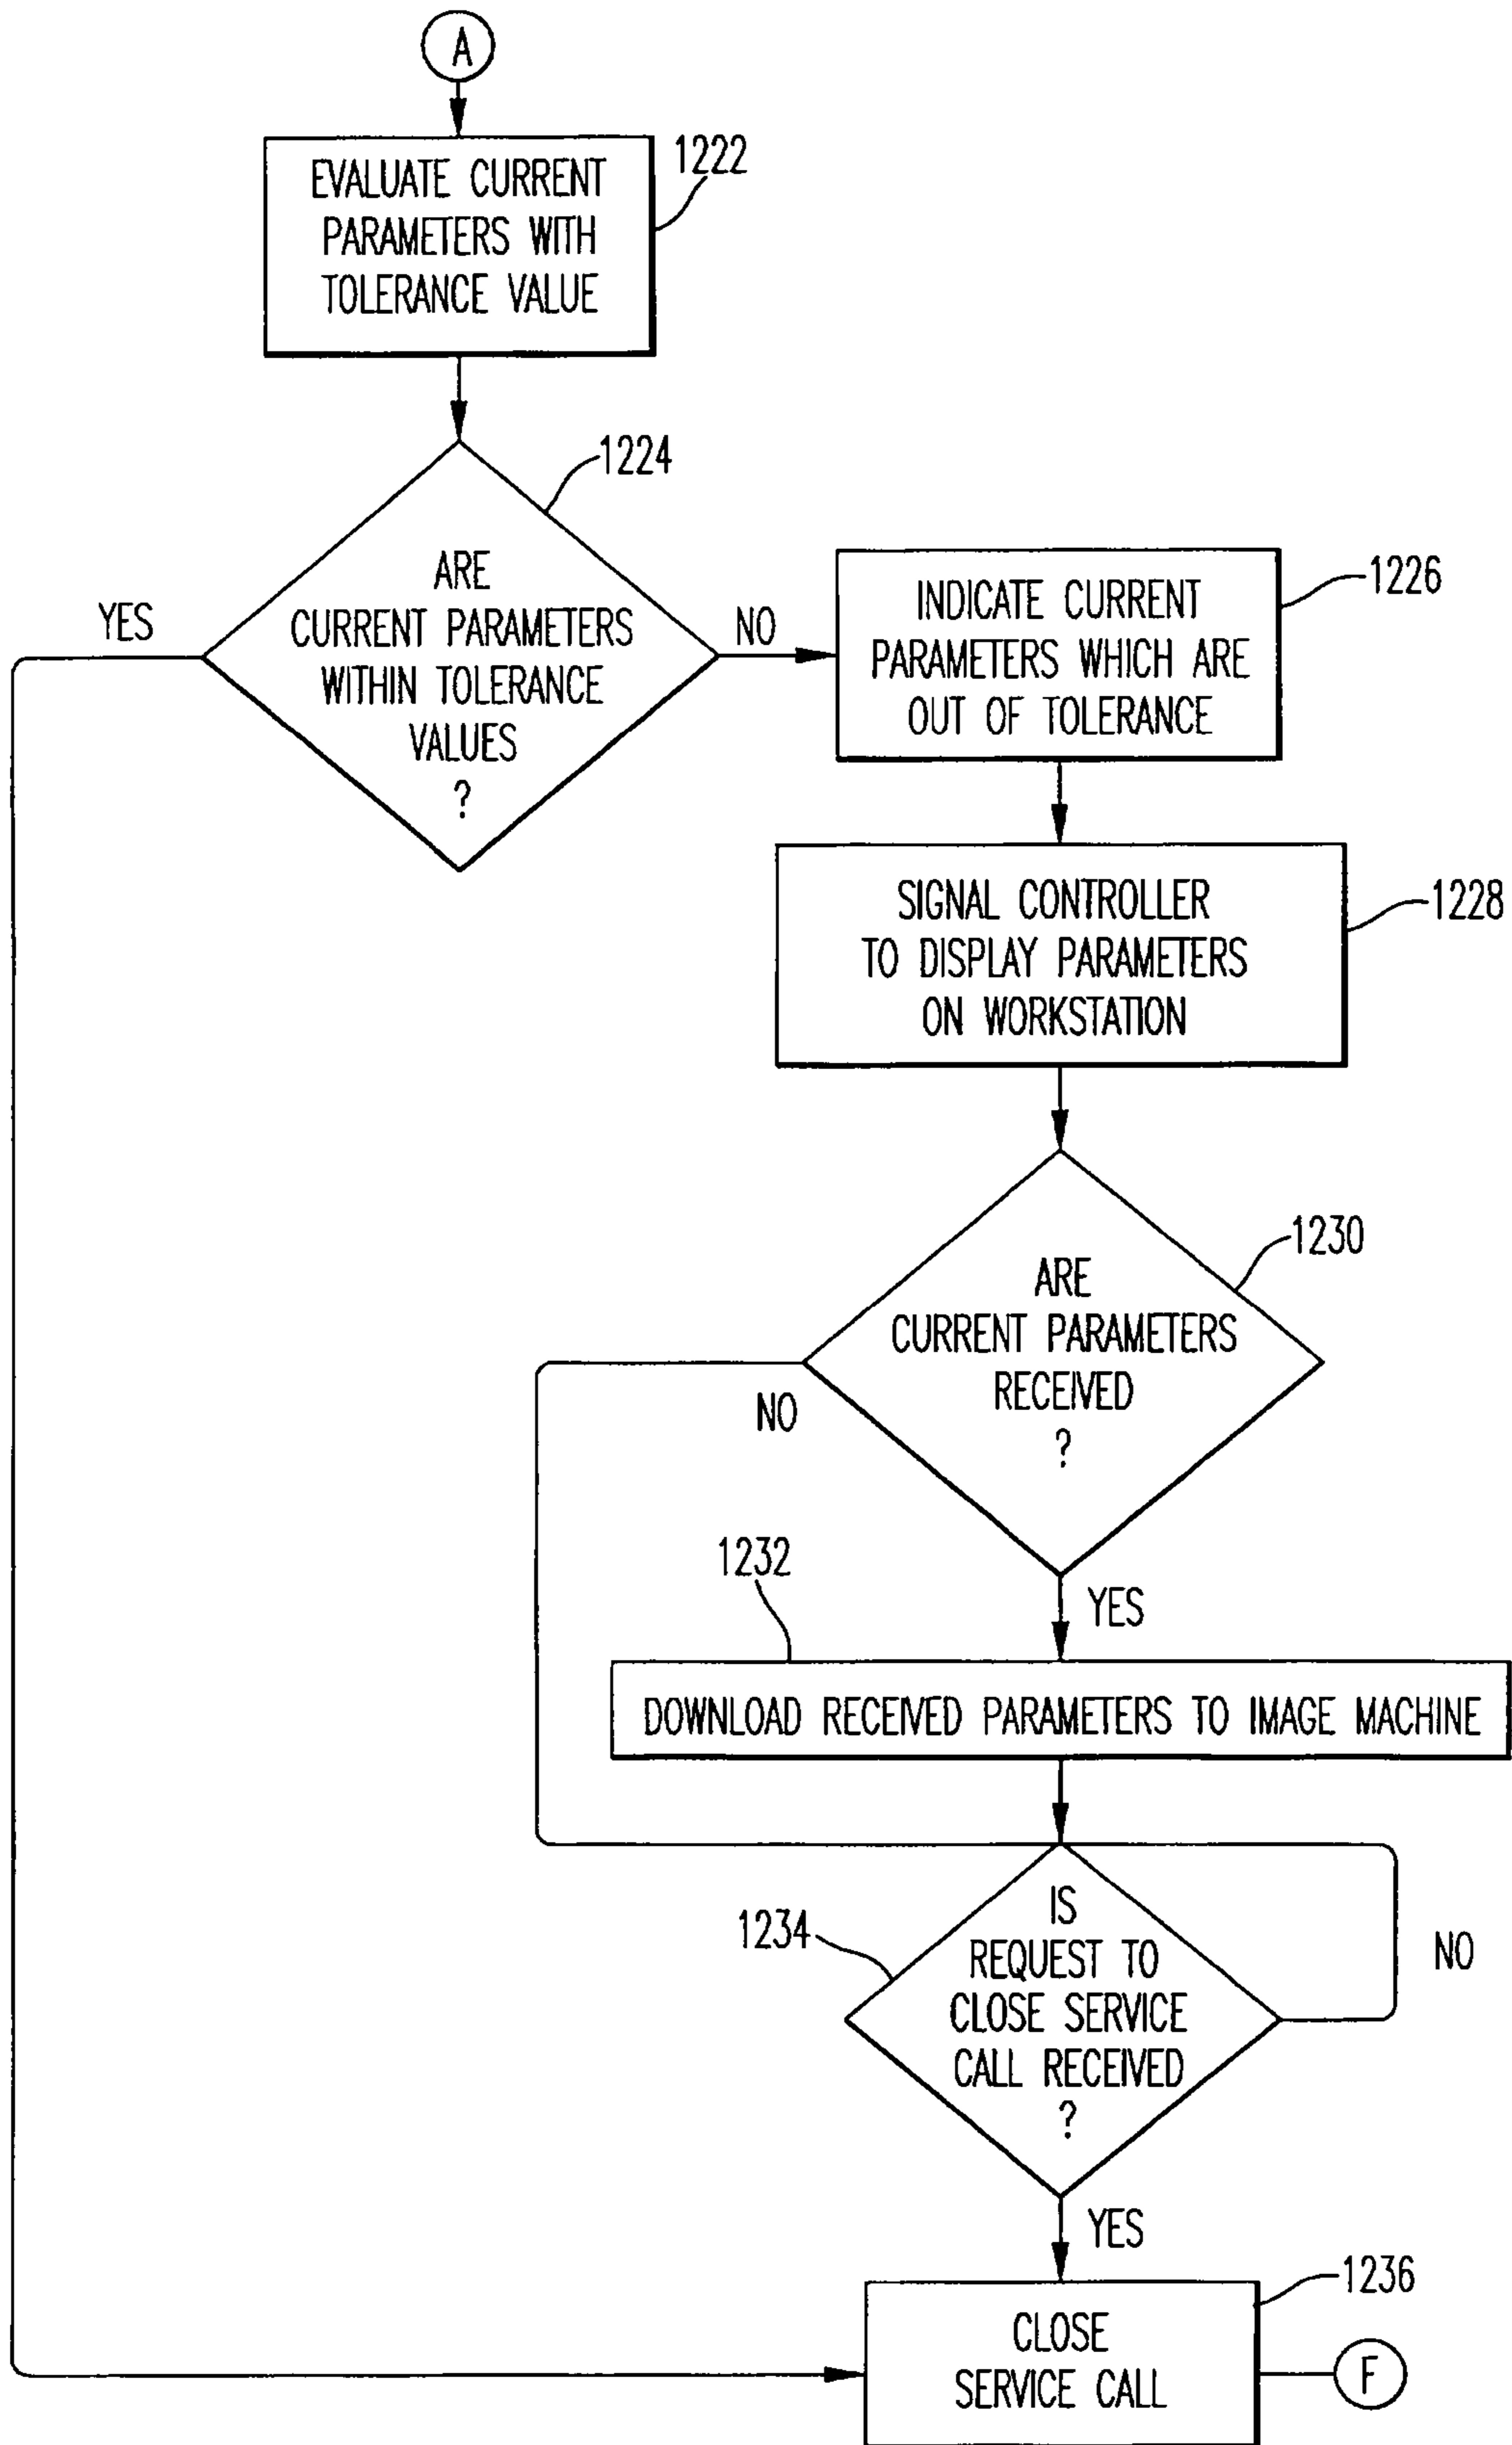 A
EVALUATE CURRENT
PARAMETERS WITH
TOLERANCE VALUE
1222
1224
ARE
CURRENT PARAMETERS
WITHIN TOLERANCE
VALUES
?
YES
NO
INDICATE CURRENT
PARAMETERS WHICH ARE
OUT OF TOLERANCE
1226
SIGNAL CONTROLLER
TO DISPLAY PARAMETERS
ON WORKSTATION
1228
1230
ARE
CURRENT PARAMETERS
RECEIVED
?
NO
YES
1232
DOWNLOAD RECEIVED PARAMETERS TO IMAGE MACHINE
1234
IS
REQUEST TO
CLOSE SERVICE
CALL RECEIVED
?
NO
YES
1236
CLOSE
SERVICE CALL
F